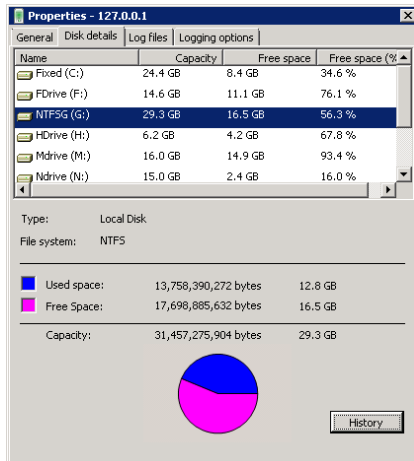 Properties - 127.0.0.1
General Disk details Log files Logging options
Name Capacity Free space Free space (%
Fixed (C:) 24.4 GB 8.4 GB 34.6 %
FDrive (F:) 14.6 GB 11.1 GB 76.1 %
NTFSG (G:) 29.3 GB 16.5 GB 56.3 %
HDrive (H:) 6.2 GB 4.2 GB 67.8 %
Mdrive (M:) 16.0 GB 14.9 GB 93.4 %
Ndrive (N:) 15.0 GB 2.4 GB 16.0 %
Type: Local Disk
File system: NTFS
Used space: 13,758,390,272 bytes 12.8 GB
Free Space: 17,698,885,632 bytes 16.5 GB
Capacity: 31,457,275,904 bytes 29.3 GB
History